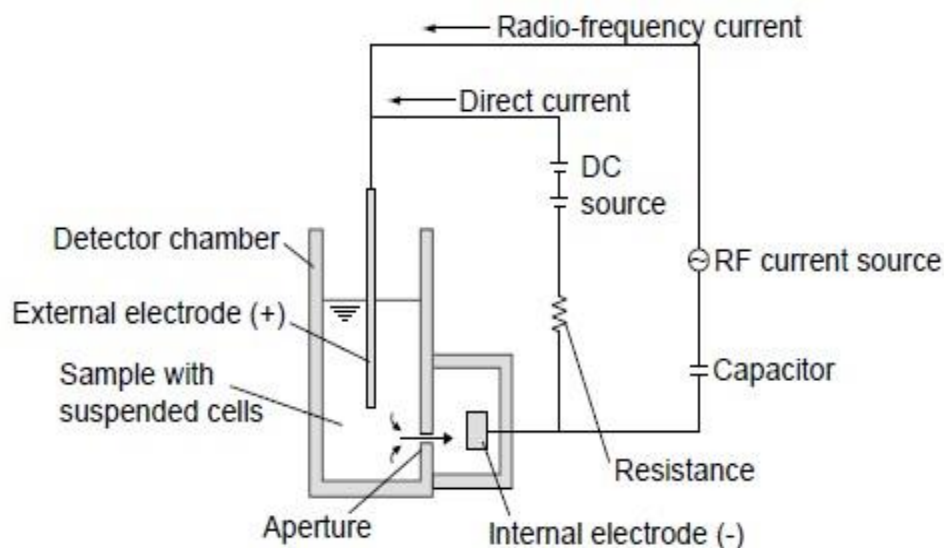 Radio-frequency current
Direct current
DC
source
Detector chamber
RF current source
External electrode (+)
Sample with
suspended cells
Capacitor
Resistance
Aperture
Internal electrode (-)